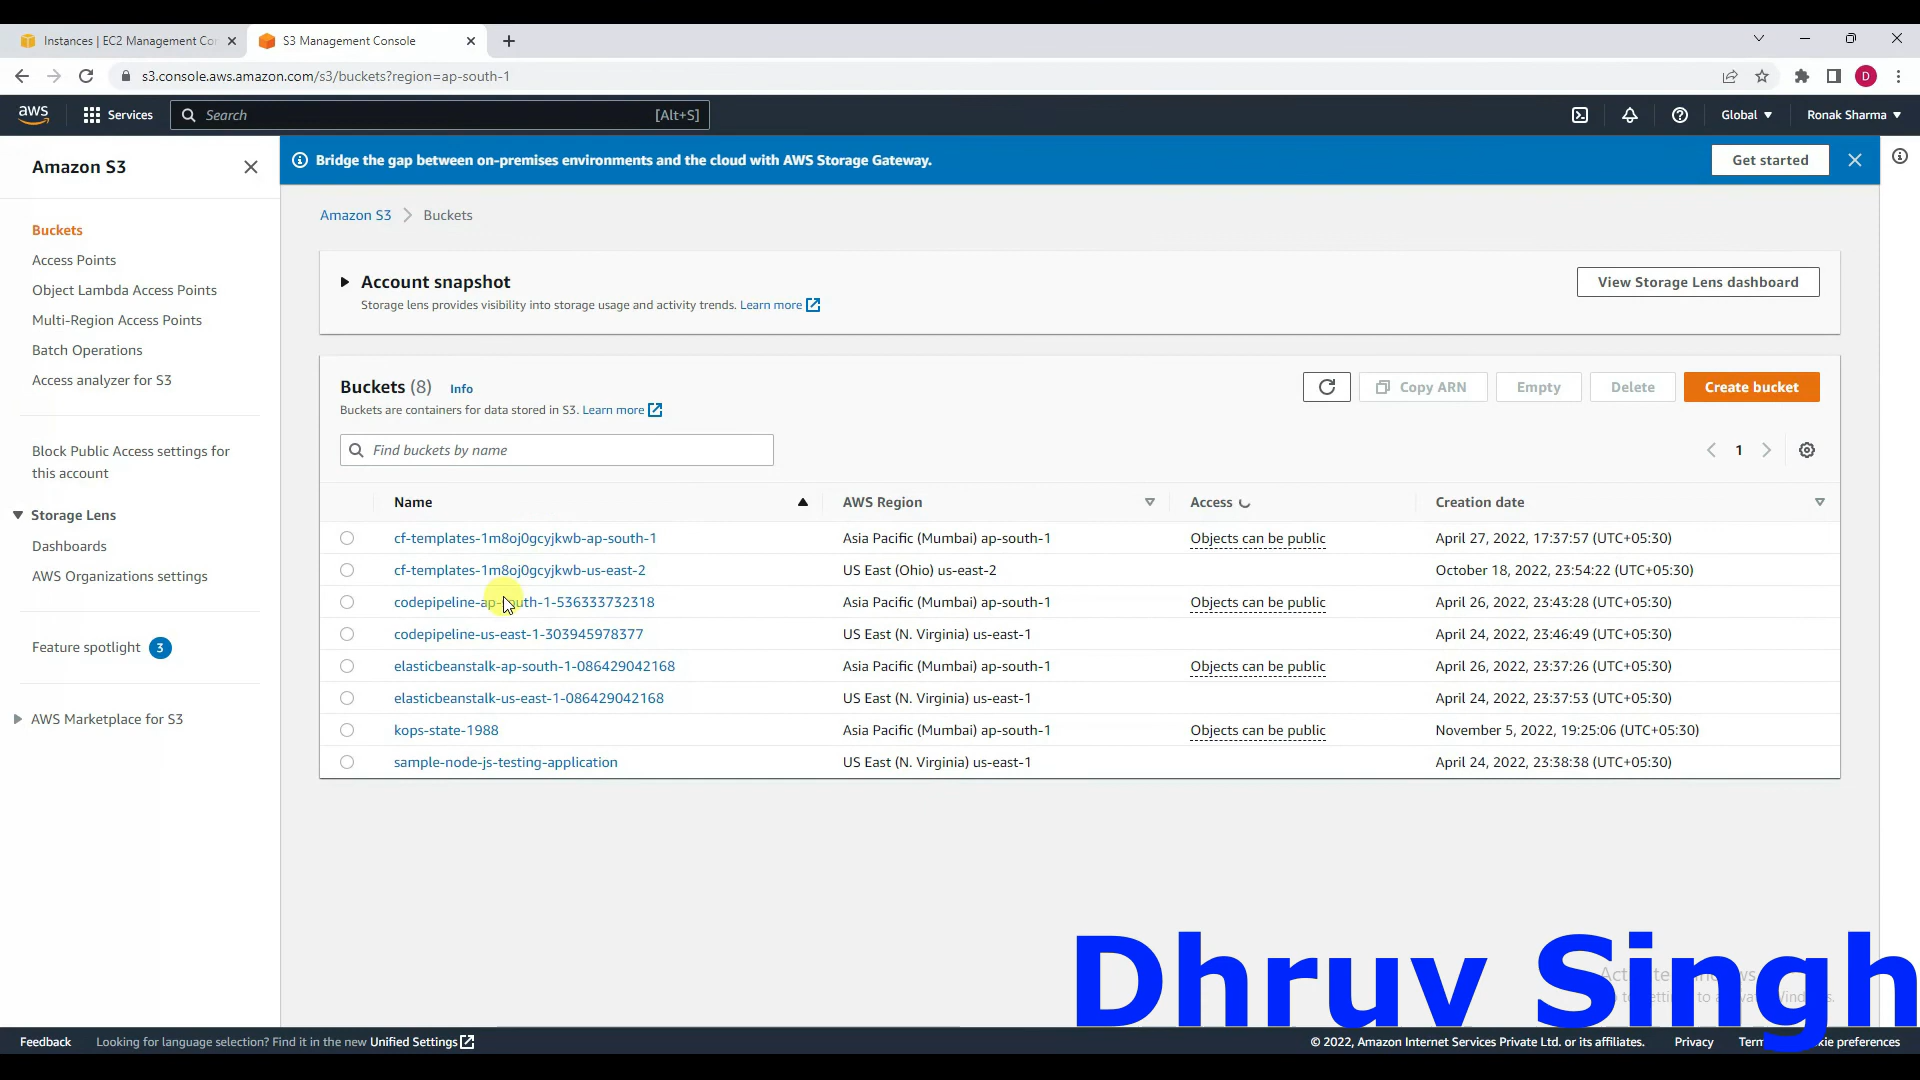 Instances | EC2 Management Con
S3 Management Console
s3.console.aws.amazon.com/s3/buckets?region=ap-south-1
D
aws
Services
Search
[Alt+S]
Global
Ronak Sharma
Amazon S3
Bridge the gap between on-premises environments and the cloud with AWS Storage Gateway.
Get started
Buckets
Access Points
Object Lambda Access Points
Multi-Region Access Points
Batch Operations
Access analyzer for S3
Block Public Access settings for
this account
Storage Lens
Dashboards
AWS Organizations settings
Feature spotlight 3
AWS Marketplace for S3
Amazon S3 > Buckets
Account snapshot
Storage lens provides visibility into storage usage and activity trends. Learn more
View Storage Lens dashboard
Buckets (8) Info
Buckets are containers for data stored in S3. Learn more
Copy ARN
Empty
Delete
Create bucket
Find buckets by name
1
Name AWS Region Access Creation date
cf-templates-1m8oj0gcyjkwb-ap-south-1 Asia Pacific (Mumbai) ap-south-1 Objects can be public April 27, 2022, 17:37:57 (UTC+05:30)
cf-templates-1m8oj0gcyjkwb-us-east-2 US East (Ohio) us-east-2 October 18, 2022, 23:54:22 (UTC+05:30)
codepipeline-ap-south-1-536333732318 Asia Pacific (Mumbai) ap-south-1 Objects can be public April 26, 2022, 23:43:28 (UTC+05:30)
codepipeline-us-east-1-303945978377 US East (N. Virginia) us-east-1 April 24, 2022, 23:46:49 (UTC+05:30)
elasticbeanstalk-ap-south-1-086429042168 Asia Pacific (Mumbai) ap-south-1 Objects can be public April 26, 2022, 23:37:26 (UTC+05:30)
elasticbeanstalk-us-east-1-086429042168 US East (N. Virginia) us-east-1 April 24, 2022, 23:37:53 (UTC+05:30)
kops-state-1988 Asia Pacific (Mumbai) ap-south-1 Objects can be public November 5, 2022, 19:25:06 (UTC+05:30)
sample-node-js-testing-application US East (N. Virginia) us-east-1 April 24, 2022, 23:38:38 (UTC+05:30)
Dhruv Singh
Feedback Looking for language selection? Find it in the new Unified Settings
© 2022, Amazon Internet Services Private Ltd. or its affiliates. Privacy preferences